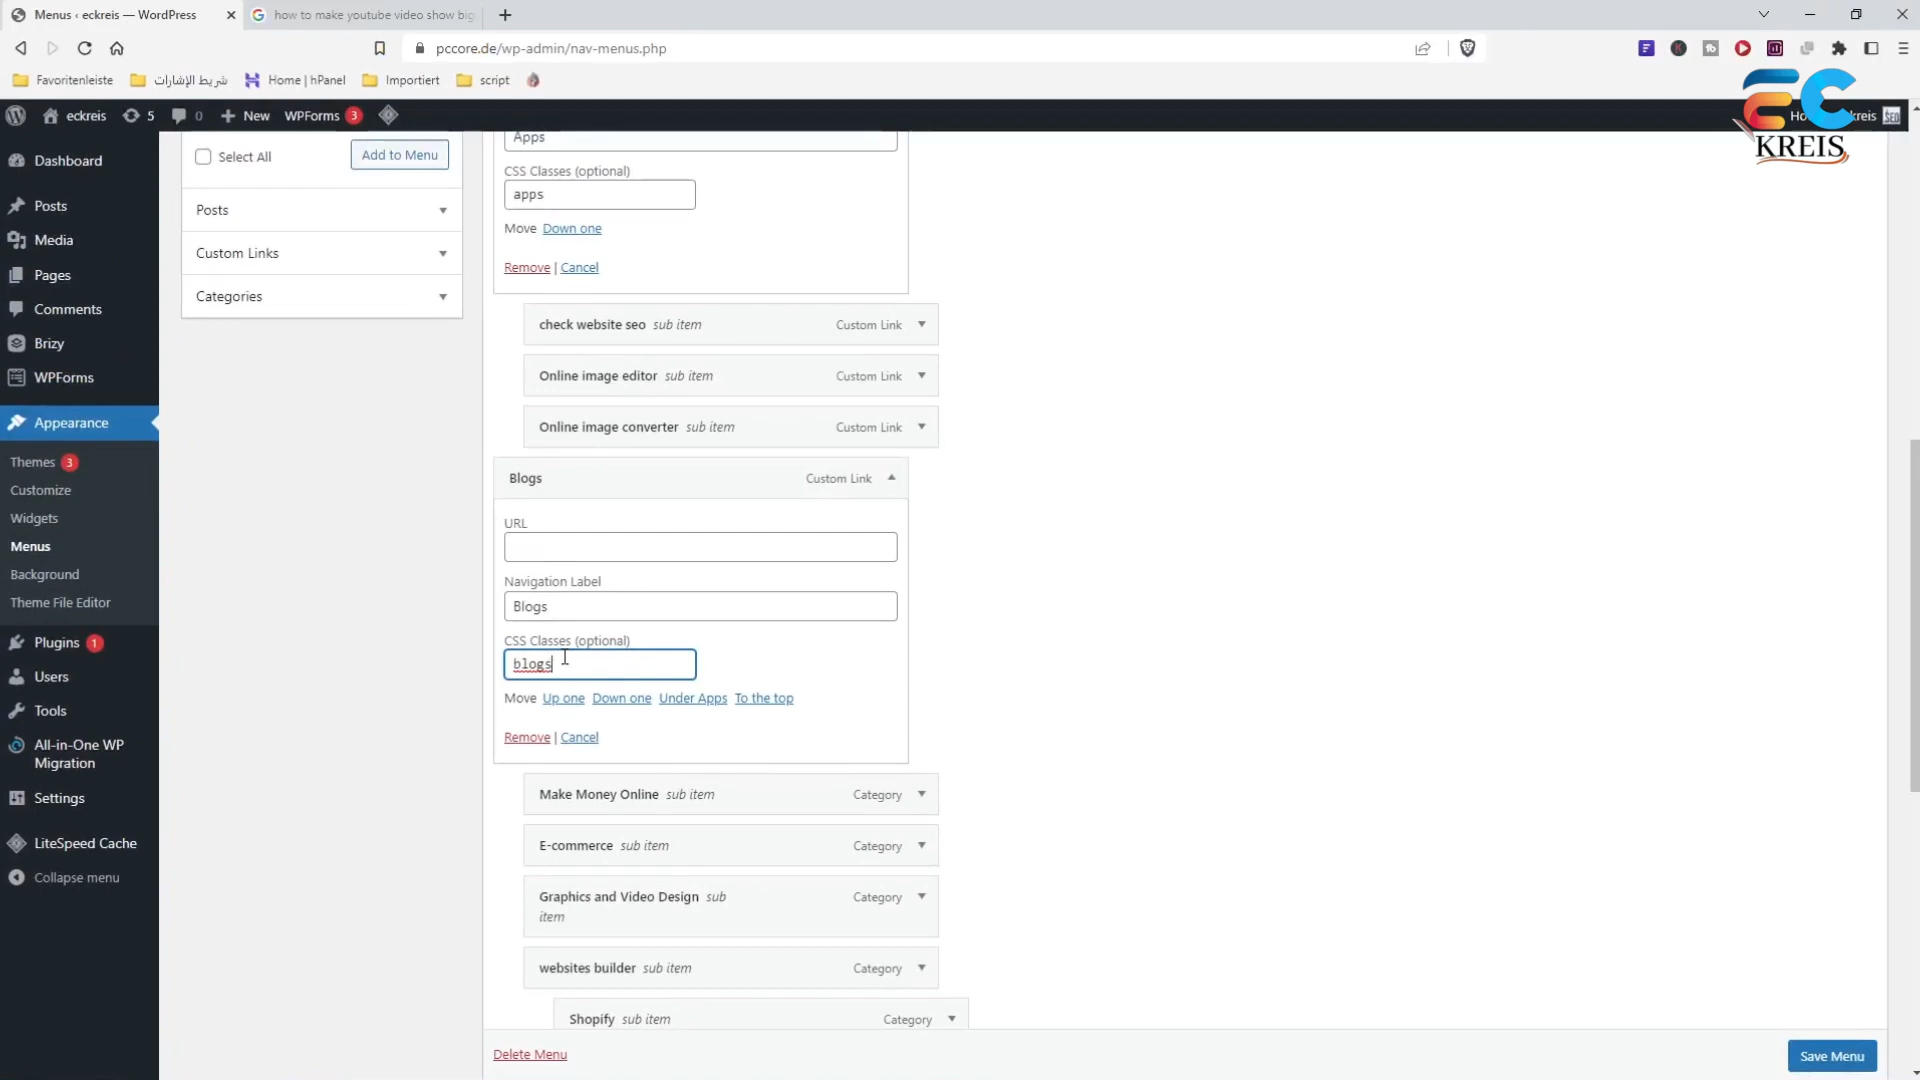 Menus ‹ eckreis — WordPress
how to make youtube video show big
pccore.de/wp-admin/nav-menus.php
Favoritenleiste
شريط الإشارات
Home | hPanel
Importiert
script
eckreis
5
0
New
WPForms 3
EC
KREIS
Dashboard
Posts
Media
Pages
Comments
Brizy
WPForms
Appearance
Themes 3
Customize
Widgets
Menus
Background
Theme File Editor
Plugins 1
Users
Tools
All-in-One WP
Migration
Settings
LiteSpeed Cache
Collapse menu
Select All
Add to Menu
Posts
Custom Links
Categories
Apps
CSS Classes (optional)
apps
Move Down one
Remove | Cancel
check website seo sub item Custom Link
Online image editor sub item Custom Link
Online image converter sub item Custom Link
Blogs Custom Link
URL
Navigation Label
Blogs
CSS Classes (optional)
blogs
Move Up one Down one Under Apps To the top
Remove | Cancel
Make Money Online sub item Category
E-commerce sub item Category
Graphics and Video Design sub
item Category
websites builder sub item Category
Shopify sub item Category
Delete Menu
Save Menu